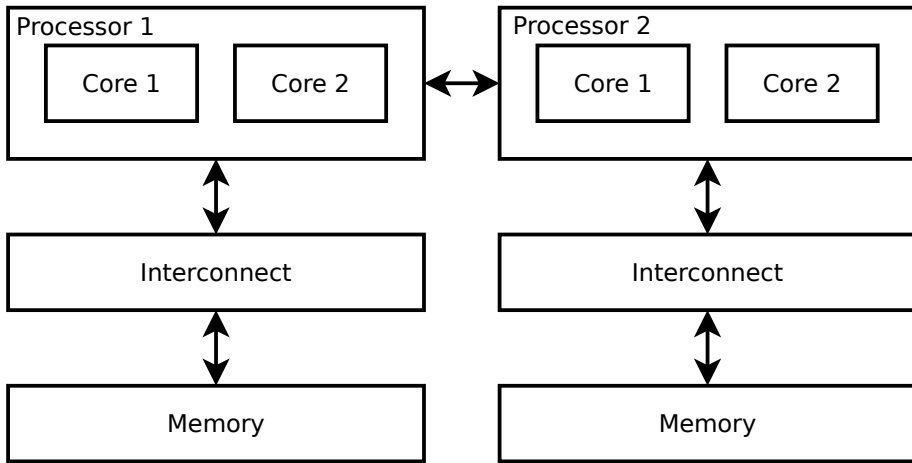 Processor 1
Core 1
Core 2
Processor 2
Core 1
Core 2
Interconnect
Interconnect
Memory
Memory